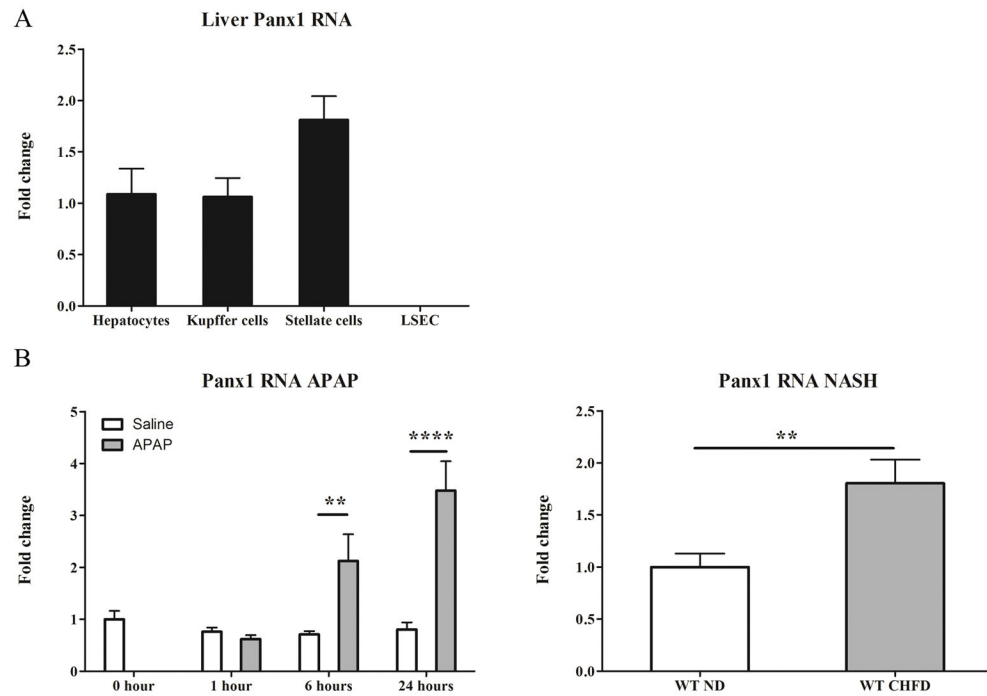 A
Liver Panx1 RNA
Fold change
2.5
2.0
1.5
1.0
0.5
0.0
Hepatocytes Kupffer cells Stellate cells LSEC
B
Panx1 RNA APAP
Fold change
5
4
3
2
1
0
Saline
APAP
**
****
0 hour 1 hour 6 hours 24 hours
Panx1 RNA NASH
Fold change
2.5
2.0
1.5
1.0
0.5
0.0
**
WT ND WT CHFD